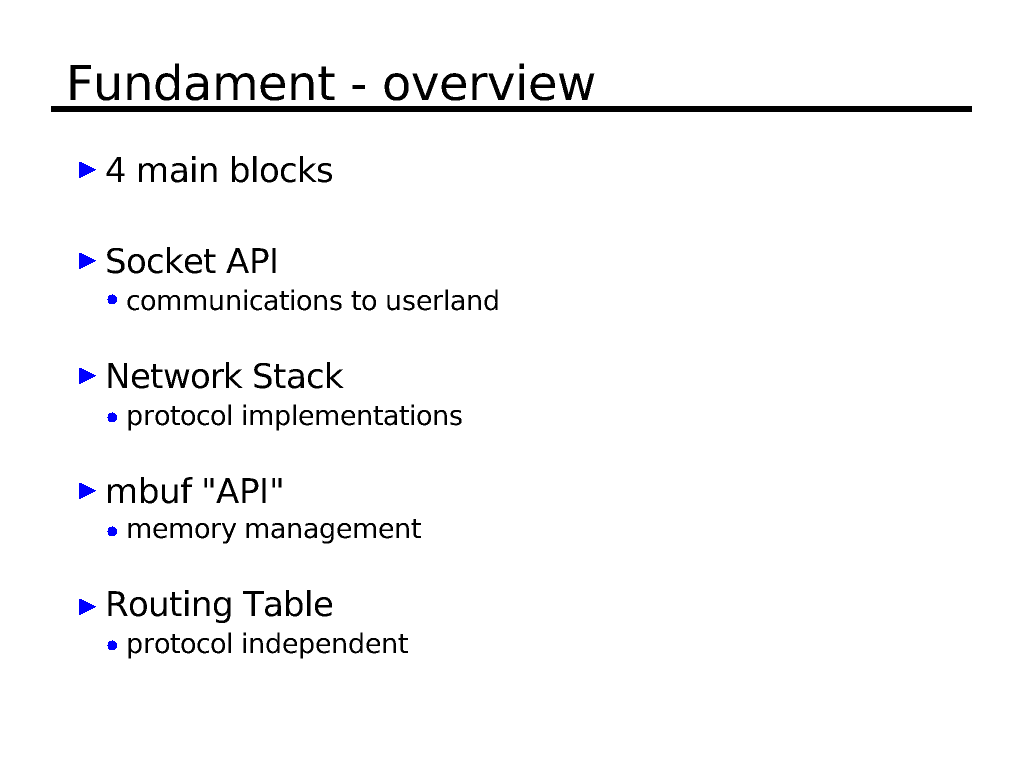 Fundament - overview
4 main blocks
Socket API
communications to userland
Network Stack
protocol implementations
mbuf "API"
memory management
Routing Table
protocol independent